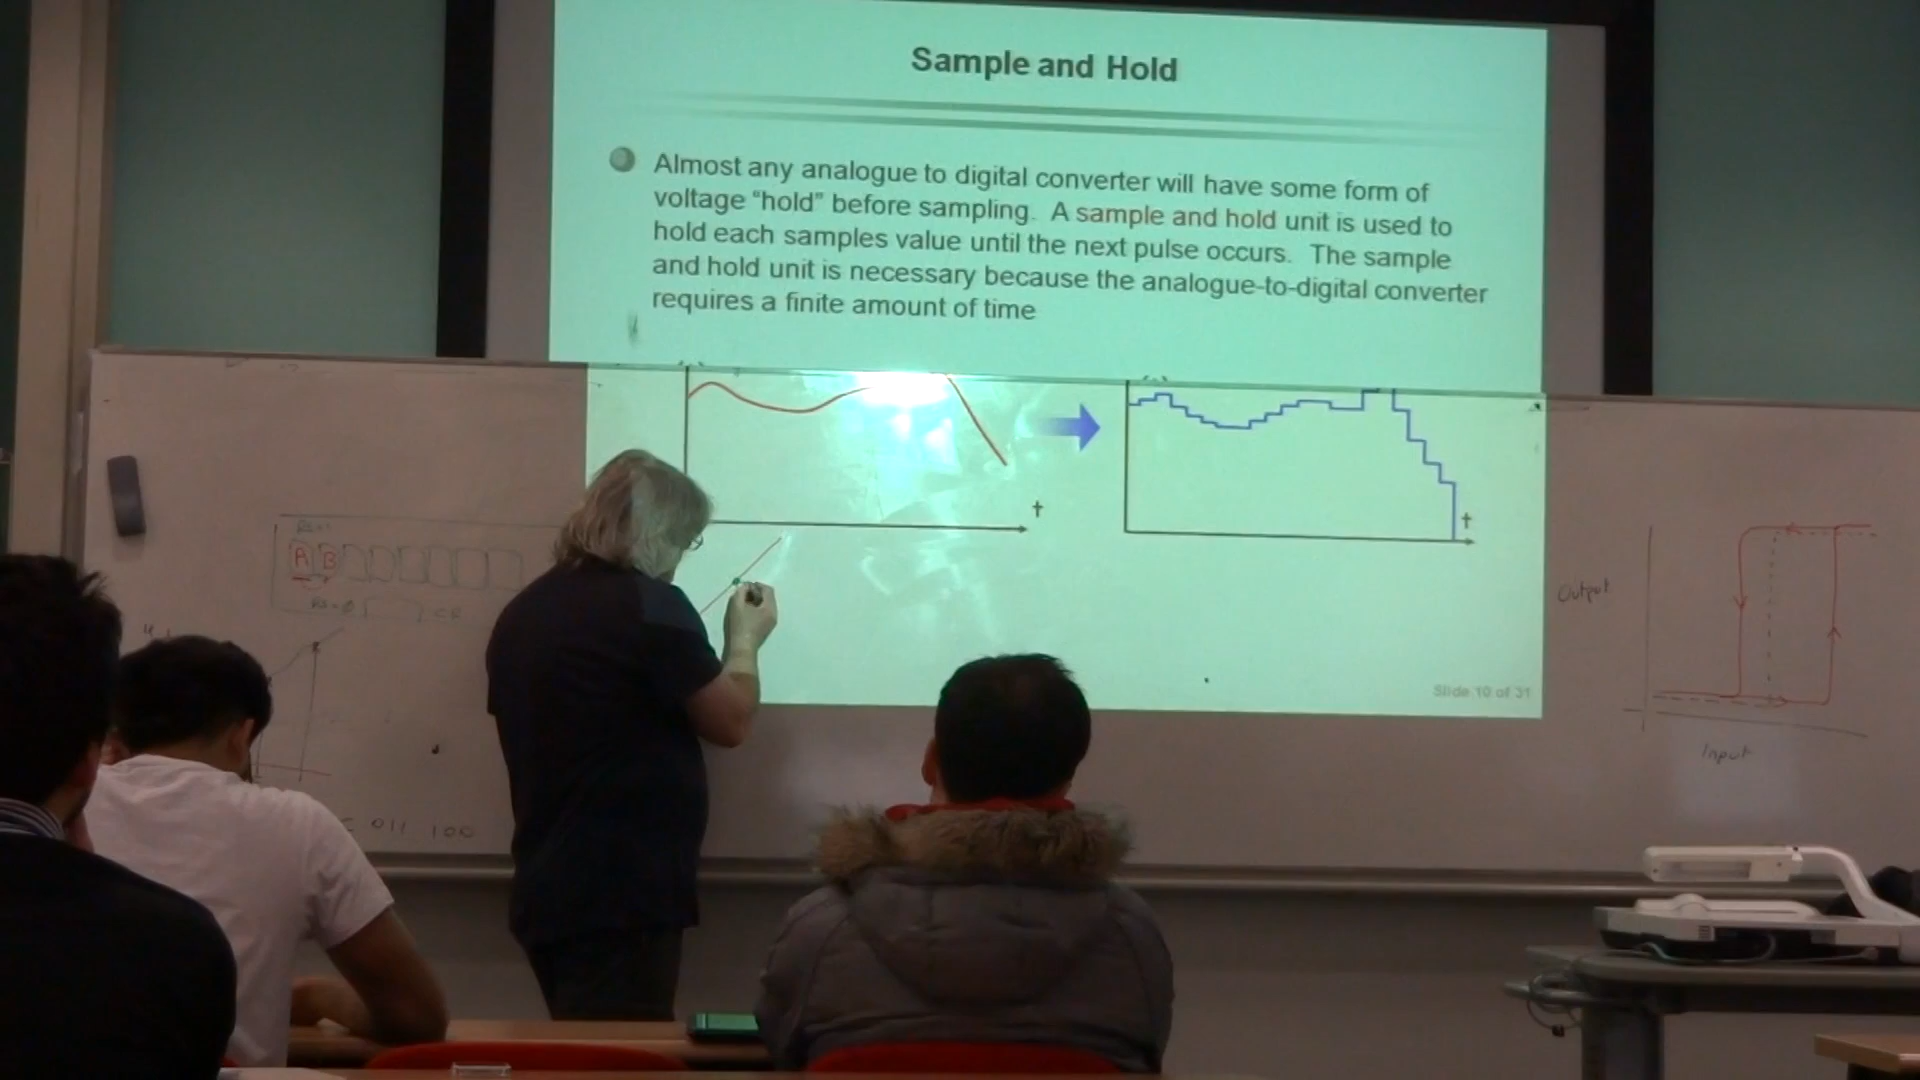 Sample and Hold
Almost any analogue to digital converter will have some form of
voltage “hold” before sampling. A sample and hold unit is used to
hold each samples value until the next pulse occurs. The sample
and hold unit is necessary because the analogue-to-digital converter
requires a finite amount of time
t
t
Slide 10 of 31
A B
011 100
Output
Input